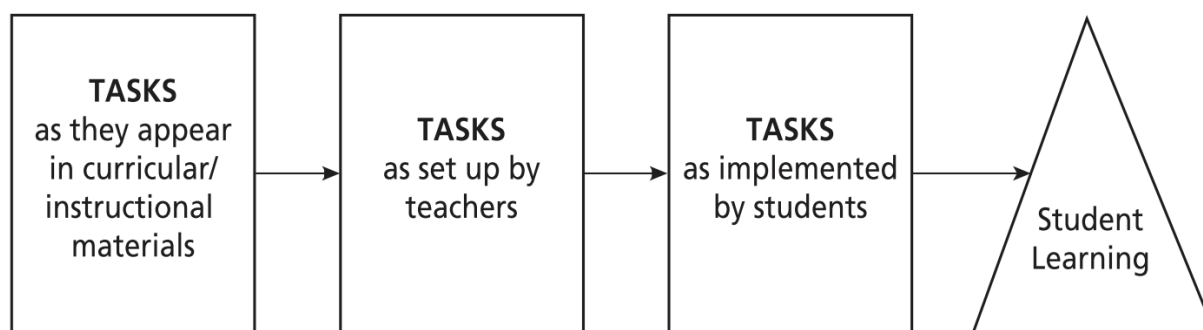 TASKS
as they appear
in curricular/
instructional
materials
TASKS
as set up by
teachers
TASKS
as implemented
by students
Student
Learning